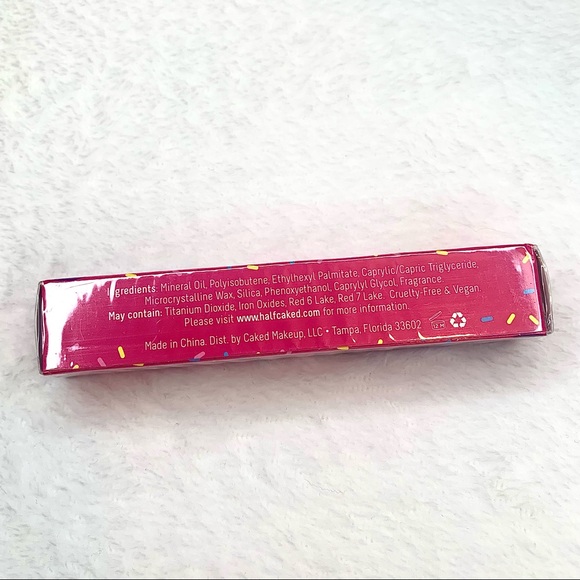 Ingredients: Mineral Oil, Polyisobutene, Ethylhexyl Palmitate, Caprylic/Capric Triglyceride,
Microcrystalline Wax, Silica, Phenoxyethanol, Caprylyl Glycol, Fragrance.
May contain: Titanium Dioxide, Iron Oxides, Red 6 Lake, Red 7 Lake. Cruelty-Free & Vegan.
Please visit www.halfcaked.com for more information.
Made in China. Dist. by Caked Makeup, LLC • Tampa, Florida 33602 12 M